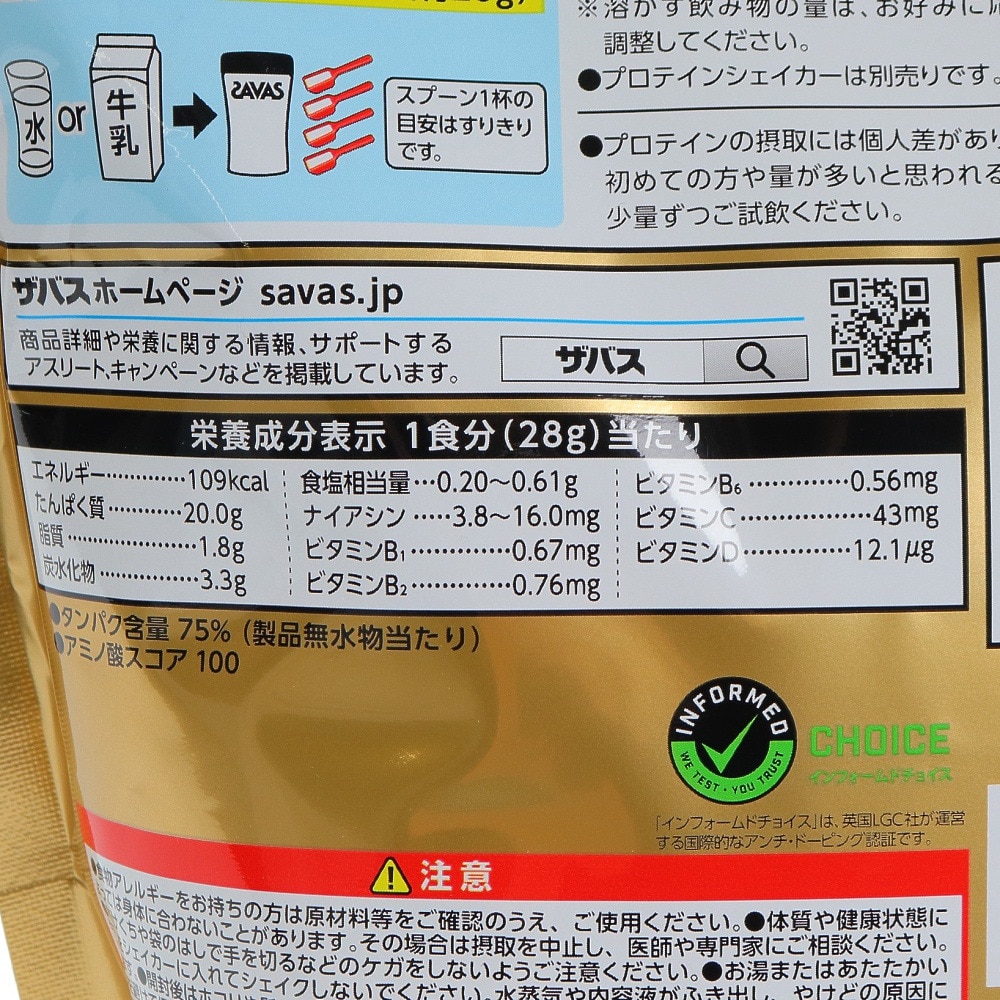 ※溶かす飲み物の量は、お好みに
調整してください。
●プロテインシェイカーは別売りです。
水
or
牛乳
SAVAS
スプーン1杯の
目安はすりきり
です。
●プロテインの摂取には個人差があり
初めての方や量が多いと思われる
少量ずつご試飲ください。
ザバスホームページ savas.jp
商品詳細や栄養に関する情報、サポートする
アスリート、キャンペーンなどを掲載しています。
ザバス
栄養成分表示 1食分(28g)当たり
エネルギー…………109kcal
たんぱく質…………20.0g
脂質…………1.8g
炭水化物…………3.3g
食塩相当量…0.20～0.61g
ナイアシン……3.8～16.0mg
ビタミンB1…………0.67mg
ビタミンB2…………0.76mg
ビタミンB6…………0.56mg
ビタミンC…………43mg
ビタミンD…………12.1μg
●タンパク含量 75% (製品無水物当たり)
●アミノ酸スコア 100
INFORMED
WE TEST・YOU TRUST
CHOICE
インフォームドチョイス
「インフォームドチョイス」は、英国LGC社が運営
する国際的なアンチ・ドーピング認証です。
注意
●食物アレルギーをお持ちの方は原材料等をご確認のうえ、ご使用ください。●体質や健康状態に
ては身体に合わないことがあります。その場合は摂取を中止し、医師や専門家にご相談ください。
くちや袋のはしで手を切るなどのケガをしないようご注意ください。●お湯またはあたたかい
シェイカーに入れてシェイクしないでください。水蒸気や内容液がふき出し、やけどの原因に
●開封後は